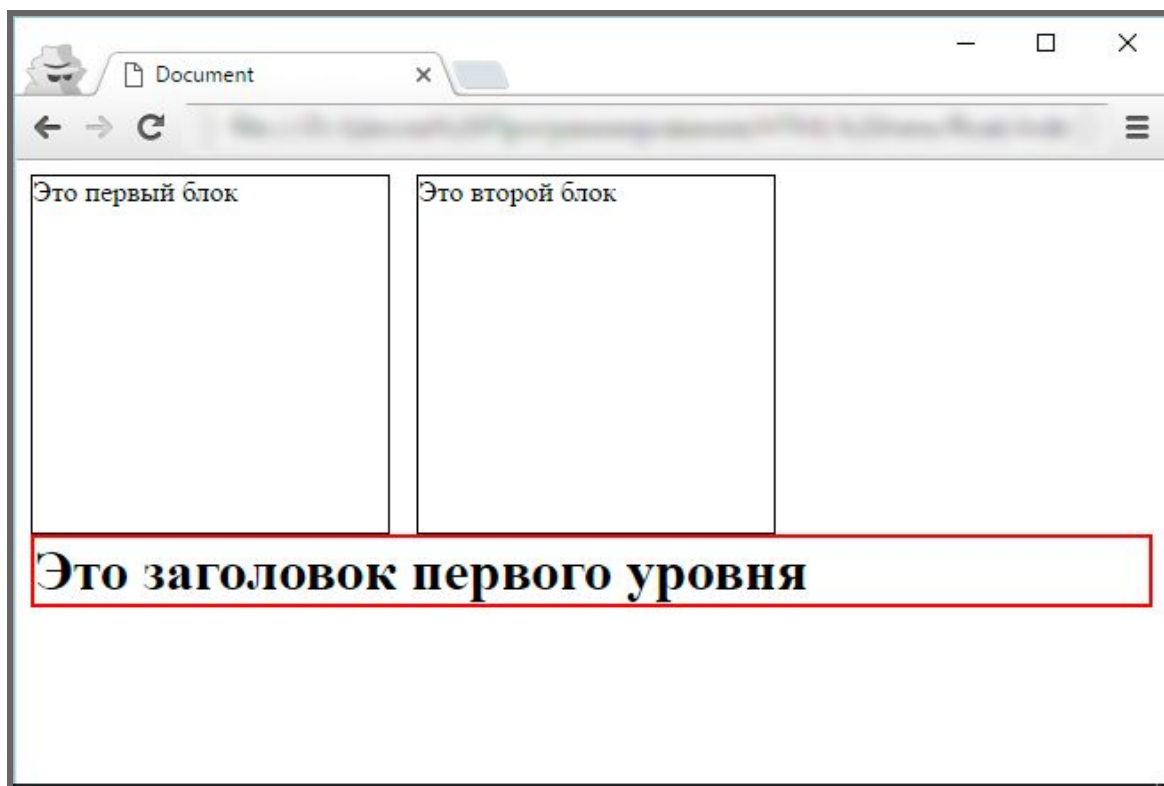 Document
Это первый блок
Это второй блок
Это заголовок первого уровня